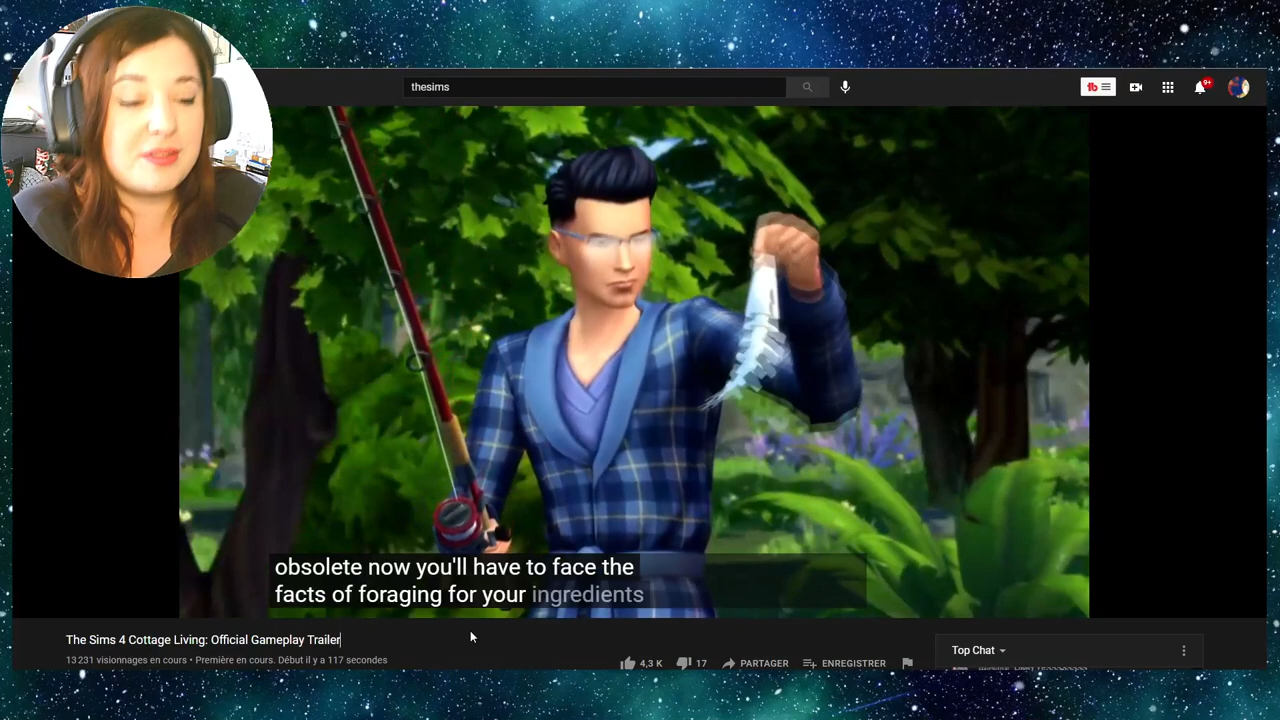 thesims
9+
obsolete now you'll have to face the
facts of foraging for your ingredients
The Sims 4 Cottage Living: Official Gameplay Trailer
13 231 visionnages en cours • Première en cours. Début il y a 117 secondes
4,3 K
17
PARTAGER
ENREGISTRER
Top Chat